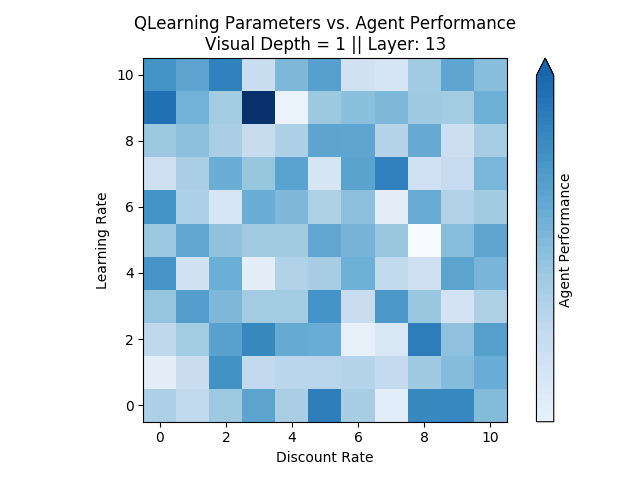 QLearning Parameters vs. Agent Performance
Visual Depth = 1 || Layer: 13
10
8
6
4
2
0
Learning Rate
0 2 4 6 8 10
Discount Rate
Agent Performance